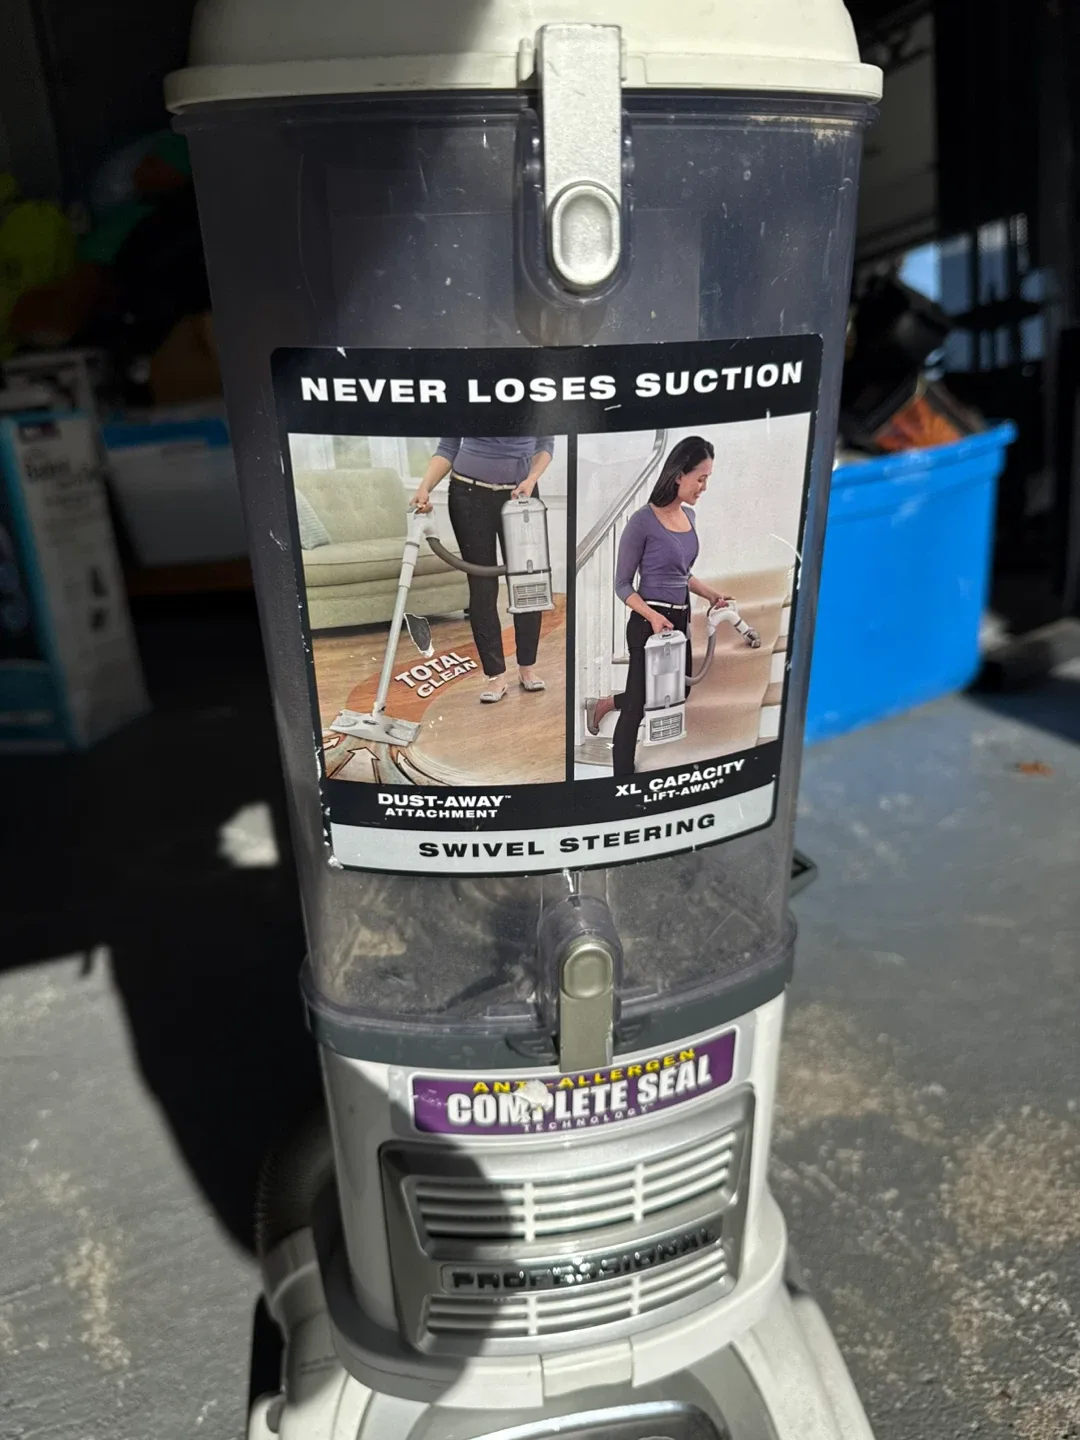 NEVER LOSES SUCTION
TOTAL
CLEAN
DUST-AWAY™
ATTACHMENT
XL CAPACITY
LIFT-AWAY®
SWIVEL STEERING
ANTI-ALLERGEN
COMPLETE SEAL
TECHNOLOGY
PROFESSIONAL